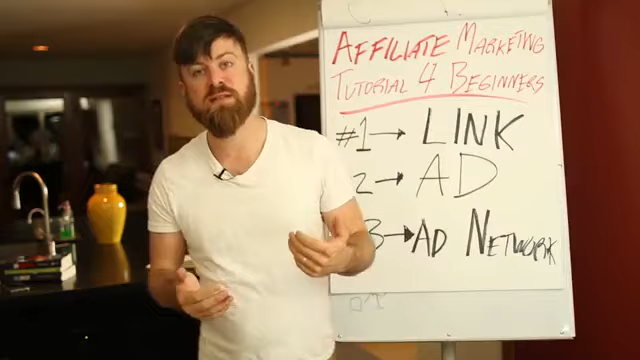 AFFILIATE MARKETING
TUTORIAL 4 BEGINNERS
#1→ LINK
2→ AD
3→AD NETWORK